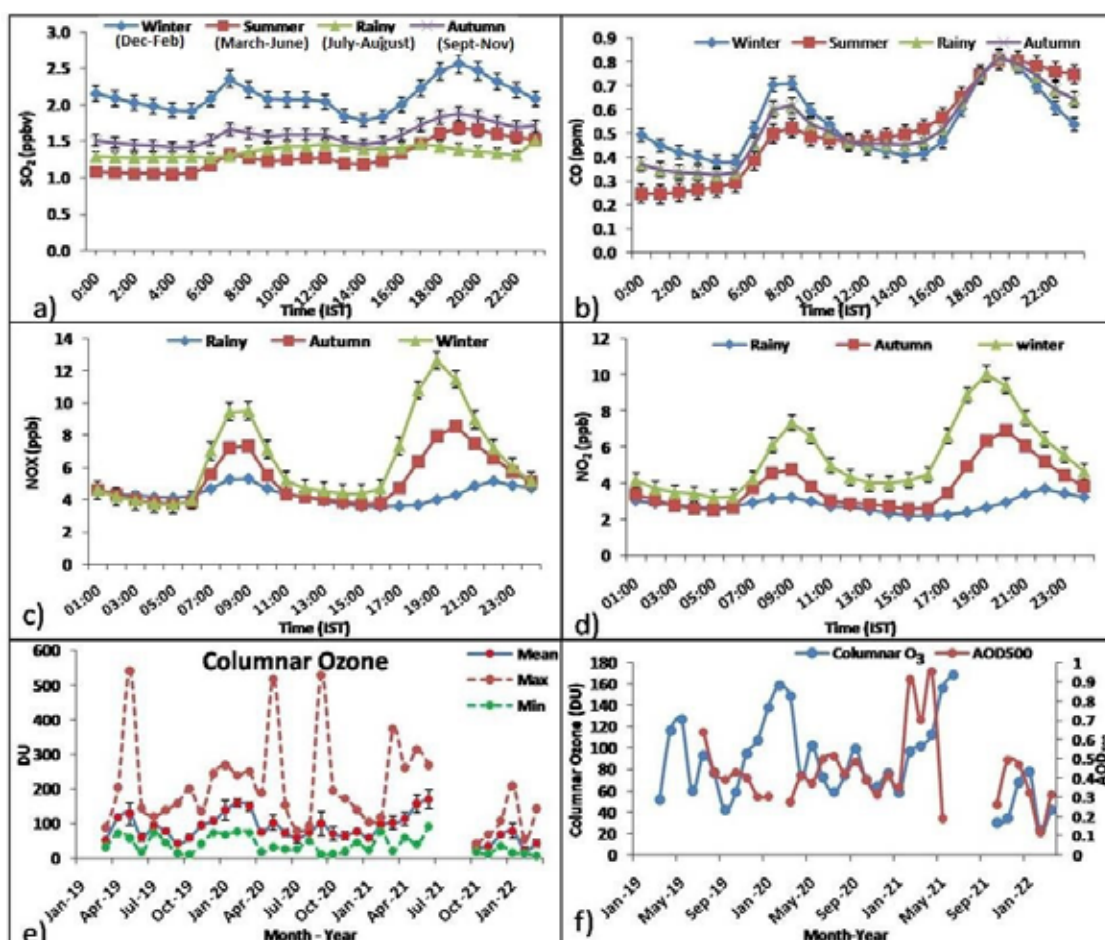 Winter Summer Rainy Autumn
(Dec-Feb) (March-June) (July-August) (Sept-Nov)
3.0
2.5
2.0
1.5
1.0
0.5
0.0
SO2 (ppbv)
0:00 2:00 4:00 6:00 8:00 10:00 12:00 14:00 16:00 18:00 20:00 22:00
Time (IST)
a)
Winter Summer Rainy Autumn
0.9
0.8
0.7
0.6
0.5
0.4
0.3
0.2
0.1
0.0
CO (ppm)
0:00 2:00 4:00 6:00 8:00 10:00 12:00 14:00 16:00 18:00 20:00 22:00
Time (IST)
b)
Rainy Autumn Winter
14
12
10
8
6
4
2
0
NOX (ppb)
01:00 03:00 05:00 07:00 09:00 11:00 13:00 15:00 17:00 19:00 21:00 23:00
Time (IST)
c)
Rainy Autumn winter
12
10
8
6
4
2
0
NO2 (ppb)
01:00 03:00 05:00 07:00 09:00 11:00 13:00 15:00 17:00 19:00 21:00 23:00
Time (IST)
d)
Columnar Ozone
Mean
Max
Min
600
500
400
300
200
100
0
DU
Jan-19 Apr-19 Jul-19 Oct-19 Jan-20 Apr-20 Jul-20 Oct-20 Jan-21 Apr-21 Jul-21 Oct-21 Jan-22
Month - Year
e)
Columnar O3 AOD500
180
160
140
120
100
80
60
40
20
0
Columnar Ozone (DU)
1
0.9
0.8
0.7
0.6
0.5
0.4
0.3
0.2
0.1
0
Jan-19 May-19 Sep-19 Jan-20 May-20 Sep-20 Jan-21 May-21 Sep-21 Jan-22
Month-Year
f)